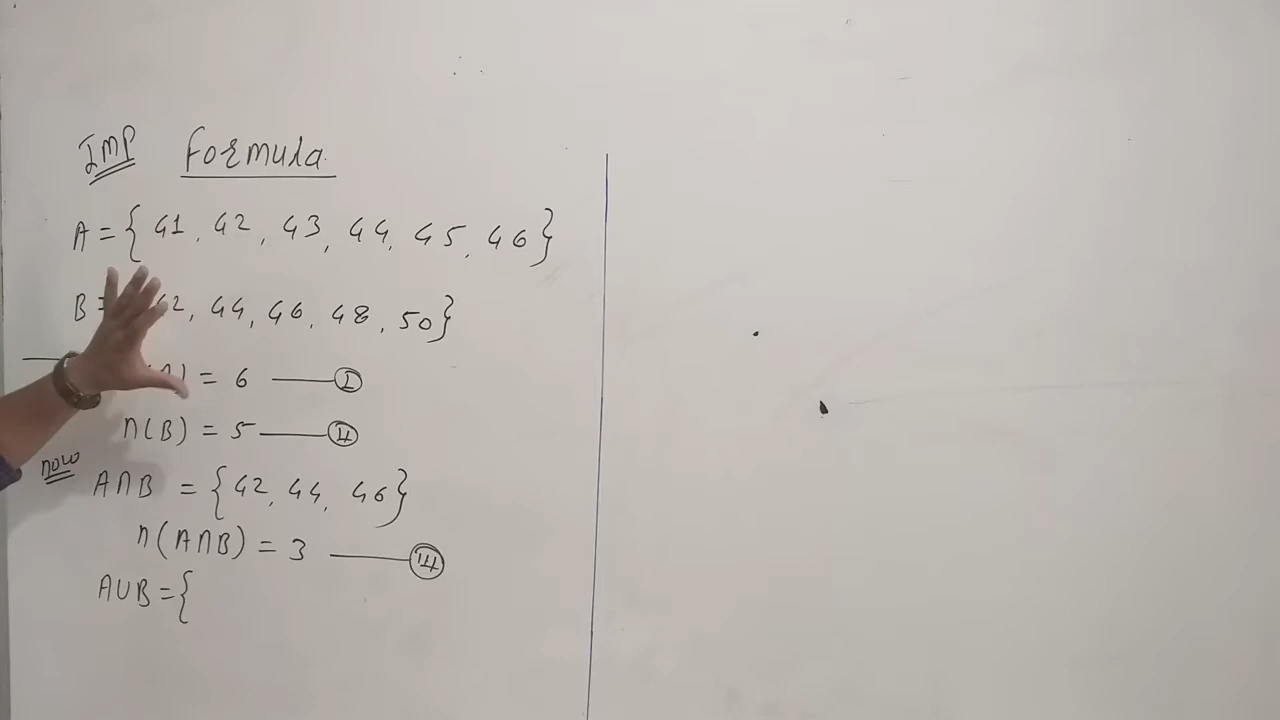 IMP Formula
A = { 41, 42, 43, 44, 45, 46 }
B = 42, 44, 46, 48, 50 }
= 6 —— I
n(B) = 5 —— II
now A∩B = { 42, 44, 46 }
n(A∩B) = 3 —— III
A∪B = {